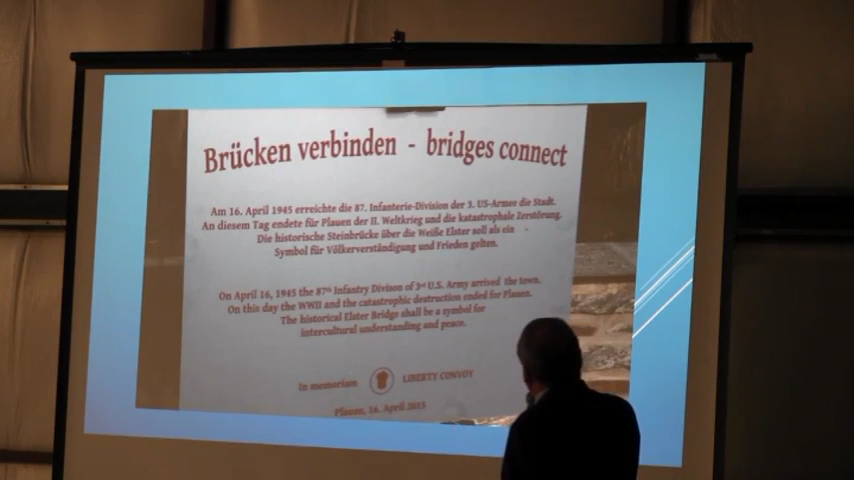 Brücken verbinden - bridges connect
Am 16. April 1945 erreichte die 87. Infanterie-Division der 3. US-Armee die Stadt.
An diesem Tag endete für Plauen der II. Weltkrieg und die katastrophale Zerstörung.
Die historische Steinbrücke über die Weiße Elster soll als ein
Symbol für Völkerverständigung und Frieden gelten.
On April 16, 1945 the 87th Infantry Divison of 3rd U.S. Army arrived the town.
On this day the WWII and the catastrophic destruction ended for Plauen.
The historical Elster Bridge shall be a symbol for
intercultural understanding and peace.
In memoriam LIBERTY CONVOY
Plauen, 16. April 2015